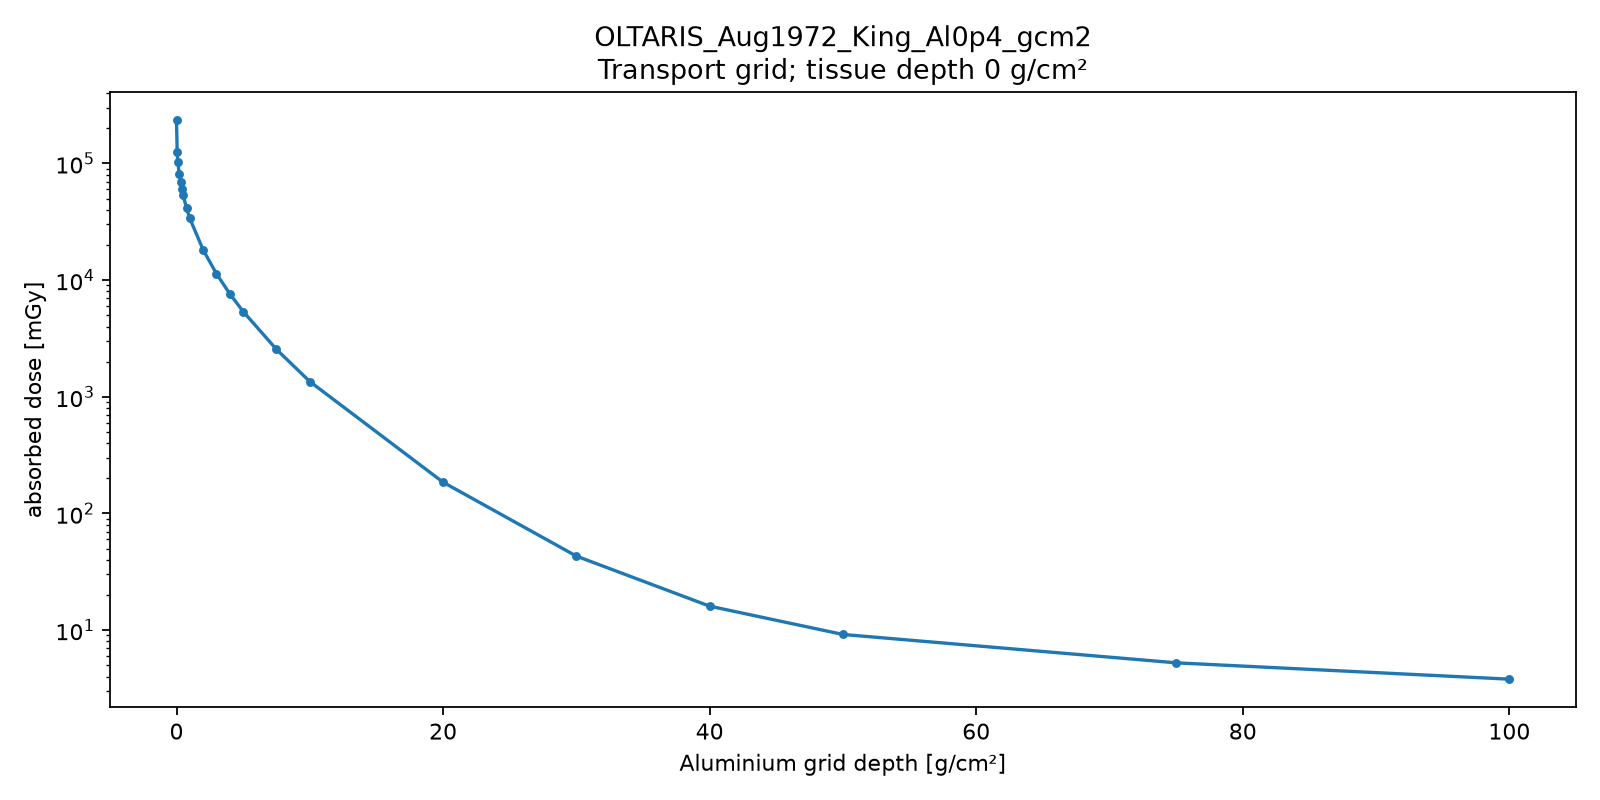 OLTARIS_Aug1972_King_Al0p4_gcm2
Transport grid; tissue depth 0 g/cm²
absorbed dose [mGy]
10⁵
10⁴
10³
10²
10¹
0 20 40 60 80 100
Aluminium grid depth [g/cm²]